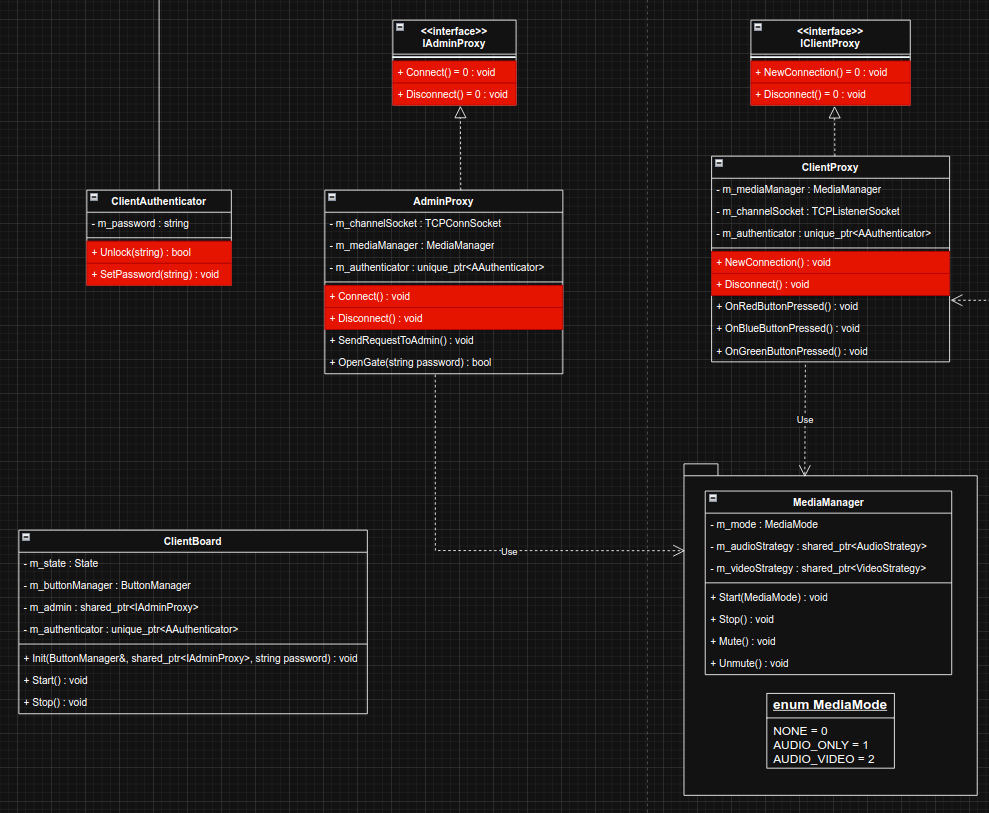 <<interface>>
IAdminProxy
+ Connect() = 0 : void
+ Disconnect() = 0 : void
<<interface>>
IClientProxy
+ NewConnection() = 0 : void
+ Disconnect() = 0 : void
ClientAuthenticator
- m_password : string
+ Unlock(string) : bool
+ SetPassword(string) : void
AdminProxy
- m_channelSocket : TCPConnSocket
- m_mediaManager : MediaManager
- m_authenticator : unique_ptr<AAuthenticator>
+ Connect() : void
+ Disconnect() : void
+ SendRequestToAdmin() : void
+ OpenGate(string password) : bool
ClientProxy
- m_mediaManager : MediaManager
- m_channelSocket : TCPListenerSocket
- m_authenticator : unique_ptr<AAuthenticator>
+ NewConnection() : void
+ Disconnect() : void
+ OnRedButtonPressed() : void
+ OnBlueButtonPressed() : void
+ OnGreenButtonPressed() : void
Use
Use
ClientBoard
- m_state : State
- m_buttonManager : ButtonManager
- m_admin : shared_ptr<IAdminProxy>
- m_authenticator : unique_ptr<AAuthenticator>
+ Init(ButtonManager&, shared_ptr<IAdminProxy>, string password) : void
+ Start() : void
+ Stop() : void
MediaManager
- m_mode : MediaMode
- m_audioStrategy : shared_ptr<AudioStrategy>
- m_videoStrategy : shared_ptr<VideoStrategy>
+ Start(MediaMode) : void
+ Stop() : void
+ Mute() : void
+ Unmute() : void
enum MediaMode
NONE = 0
AUDIO_ONLY = 1
AUDIO_VIDEO = 2